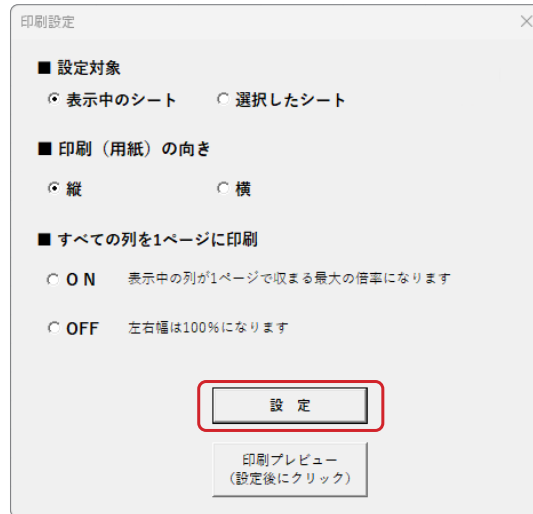 印刷設定
■ 設定対象
表示中のシート 選択したシート
■ 印刷（用紙）の向き
縦 横
■ すべての列を1ページに印刷
ON 表示中の列が1ページで収まる最大の倍率になります
OFF 左右幅は100%になります
設 定
印刷プレビュー
（設定後にクリック）